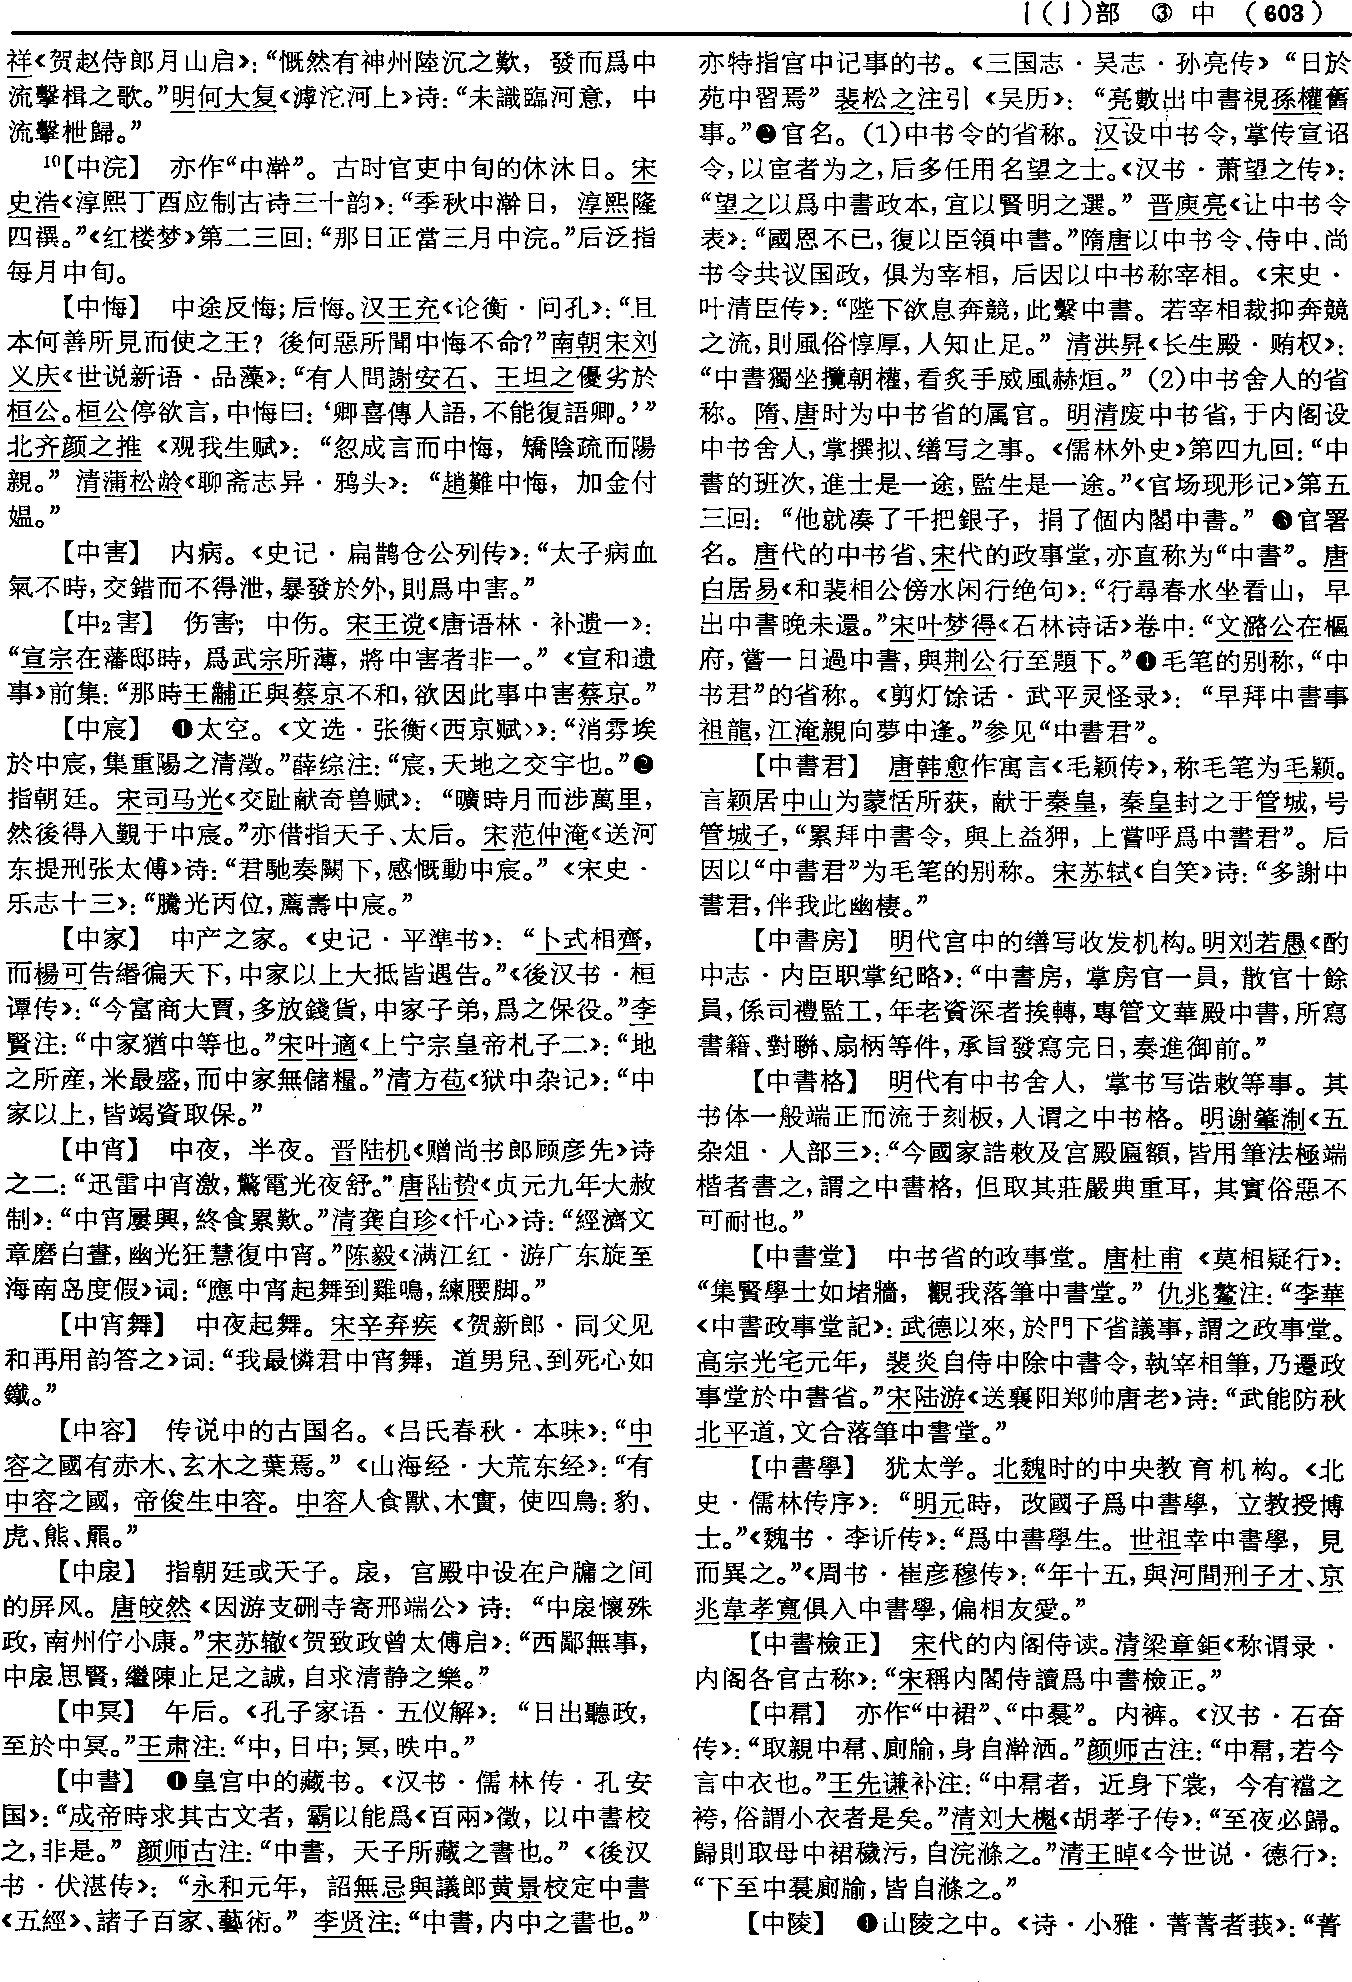 丨(亅)部 ③ 中 (603)
祥《贺赵侍郎月山启》：“慨然有神州陸沉之歎，發而爲中
流擊楫之歌。”明何大复《滹沱河上》诗：“未識臨河意，中
流擊枻歸。”
¹⁰【中浣】 亦作“中澣”。古时官吏中旬的休沐日。宋
史浩《淳熙丁酉应制古诗三十韵》：“季秋中澣日，淳熙隆
四禩。”《红楼梦》第二三回：“那日正當三月中浣。”后泛指
每月中旬。
【中悔】 中途反悔；后悔。汉王充《论衡·问孔》：“且
本何善所見而使之王？後何惡所聞中悔不命？”南朝宋刘
义庆《世说新语·品藻》：“有人問謝安石、王坦之優劣於
桓公。桓公停欲言，中悔曰：‘卿喜傳人語，不能復語卿。’”
北齐颜之推《观我生赋》：“忽成言而中悔，矯陰疏而陽
親。”清蒲松龄《聊斋志异·鸦头》：“趙難中悔，加金付
媪。”
【中害】 内病。《史记·扁鹊仓公列传》：“太子病血
氣不時，交錯而不得泄，暴發於外，則爲中害。”
【中₂害】 伤害；中伤。宋王谠《唐语林·补遗一》：
“宣宗在藩邸時，爲武宗所薄，將中害者非一。”《宣和遗
事》前集：“那時王黼正與蔡京不和，欲因此事中害蔡京。”
【中宸】 ❶太空。《文选·张衡〈西京赋〉》：“消雰埃
於中宸，集重陽之清澂。”薛综注：“宸，天地之交宇也。”❷
指朝廷。宋司马光《交趾献奇兽赋》：“曠時月而涉萬里，
然後得入覲于中宸。”亦借指天子、太后。宋范仲淹《送河
东提刑张太傅》诗：“君馳奏闕下，感慨動中宸。”《宋史·
乐志十三》：“騰光丙位，薦壽中宸。”
【中家】 中产之家。《史记·平準书》：“卜式相齊，
而楊可告緡徧天下，中家以上大抵皆遇告。”《後汉书·桓
谭传》：“今富商大賈，多放錢貨，中家子弟，爲之保役。”李
賢注：“中家猶中等也。”宋叶適《上宁宗皇帝札子二》：“地
之所産，米最盛，而中家無儲糧。”清方苞《狱中杂记》：“中
家以上，皆竭資取保。”
【中宵】 中夜，半夜。晋陆机《赠尚书郎顾彦先》诗
之二：“迅雷中宵激，驚電光夜舒。”唐陆贽《贞元九年大赦
制》：“中宵屢興，終食累歎。”清龚自珍《忏心》诗：“經濟文
章磨白晝，幽光狂慧復中宵。”陈毅《满江红·游广东旋至
海南岛度假》词：“應中宵起舞到雞鳴，練腰脚。”
【中宵舞】 中夜起舞。宋辛弃疾《贺新郎·同父见
和再用韵答之》词：“我最憐君中宵舞，道男兒、到死心如
鐵。”
【中容】 传说中的古国名。《吕氏春秋·本味》：“中
容之國有赤木、玄木之葉焉。”《山海经·大荒东经》：“有
中容之國，帝俊生中容。中容人食獸、木實，使四鳥：豹、
虎、熊、羆。”
【中扆】 指朝廷或天子。扆，宫殿中设在户牖之间
的屏风。唐皎然《因游支硎寺寄邢端公》诗：“中扆懷殊
政，南州佇小康。”宋苏辙《贺致政曾太傅启》：“西鄙無事，
中扆思賢，繼陳止足之誠，自求清静之樂。”
【中冥】 午后。《孔子家语·五仪解》：“日出聽政，
至於中冥。”王肃注：“中，日中；冥，昳中。”
【中書】 ❶皇宫中的藏书。《汉书·儒林传·孔安
国》：“成帝時求其古文者，霸以能爲《百兩》徵，以中書校
之，非是。”颜师古注：“中書，天子所藏之書也。”《後汉
书·伏湛传》：“永和元年，詔無忌與議郎黄景校定中書
《五經》、諸子百家、藝術。”李贤注：“中書，内中之書也。”
亦特指宫中记事的书。《三国志·吴志·孙亮传》“日於
苑中習焉”裴松之注引《吴历》：“亮數出中書視孫權舊
事。”❷官名。(1)中书令的省称。汉设中书令，掌传宣诏
令，以宦者为之，后多任用名望之士。《汉书·萧望之传》：
“望之以爲中書政本，宜以賢明之選。”晋庾亮《让中书令
表》：“國恩不已，復以臣領中書。”隋唐以中书令、侍中、尚
书令共议国政，俱为宰相，后因以中书称宰相。《宋史·
叶清臣传》：“陛下欲息奔競，此繫中書。若宰相裁抑奔競
之流，則風俗惇厚，人知止足。”清洪昇《长生殿·贿权》：
“中書獨坐攬朝權，看炙手威風赫烜。”(2)中书舍人的省
称。隋、唐时为中书省的属官。明清废中书省，于内阁设
中书舍人，掌撰拟、缮写之事。《儒林外史》第四九回：“中
書的班次，進士是一途，監生是一途。”《官场现形记》第五
三回：“他就凑了千把銀子，捐了個内閣中書。”❸官署
名。唐代的中书省、宋代的政事堂，亦直称为“中書”。唐
白居易《和裴相公傍水闲行绝句》：“行尋春水坐看山，早
出中書晚未還。”宋叶梦得《石林诗话》卷中：“文潞公在樞
府，嘗一日過中書，與荆公行至題下。”❹毛笔的别称，“中
书君”的省称。《剪灯馀话·武平灵怪录》：“早拜中書事
祖龍，江淹親向夢中逢。”参见“中書君”。
【中書君】 唐韩愈作寓言《毛颖传》，称毛笔为毛颖。
言颖居中山为蒙恬所获，献于秦皇，秦皇封之于管城，号
管城子，“累拜中書令，與上益狎，上嘗呼爲中書君”。后
因以“中書君”为毛笔的别称。宋苏轼《自笑》诗：“多謝中
書君，伴我此幽棲。”
【中書房】 明代宫中的缮写收发机构。明刘若愚《酌
中志·内臣职掌纪略》：“中書房，掌房官一員，散官十餘
員，係司禮監工，年老資深者挨轉，專管文華殿中書，所寫
書籍、對聯、扇柄等件，承旨發寫完日，奏進御前。”
【中書格】 明代有中书舍人，掌书写诰敕等事。其
书体一般端正而流于刻板，人谓之中书格。明谢肇淛《五
杂俎·人部三》：“今國家誥敕及宫殿匾額，皆用筆法極端
楷者書之，謂之中書格，但取其莊嚴典重耳，其實俗惡不
可耐也。”
【中書堂】 中书省的政事堂。唐杜甫《莫相疑行》：
“集賢學士如堵牆，觀我落筆中書堂。”仇兆鳌注：“李華
《中書政事堂記》：武德以來，於門下省議事，謂之政事堂。
高宗光宅元年，裴炎自侍中除中書令，執宰相筆，乃遷政
事堂於中書省。”宋陆游《送襄阳郑帅唐老》诗：“武能防秋
北平道，文合落筆中書堂。”
【中書學】 犹太学。北魏时的中央教育机构。《北
史·儒林传序》：“明元時，改國子爲中書學，立教授博
士。”《魏书·李䜣传》：“爲中書學生。世祖幸中書學，見
而異之。”《周书·崔彦穆传》：“年十五，與河間邢子才、京
兆韋孝寬俱入中書學，偏相友愛。”
【中書檢正】 宋代的内阁侍读。清梁章鉅《称谓录·
内阁各官古称》：“宋稱内閣侍讀爲中書檢正。”
【中帬】 亦作“中裙”、“中裠”。内裤。《汉书·石奋
传》：“取親中帬、厠牏，身自澣洒。”颜师古注：“中帬，若今
言中衣也。”王先谦补注：“中帬者，近身下裳，今有襠之
袴，俗謂小衣者是矣。”清刘大櫆《胡孝子传》：“至夜必歸。
歸則取母中裙穢污，自浣滌之。”清王晫《今世说·德行》：
“下至中裠厠牏，皆自滌之。”
【中陵】 ❶山陵之中。《诗·小雅·菁菁者莪》：“菁